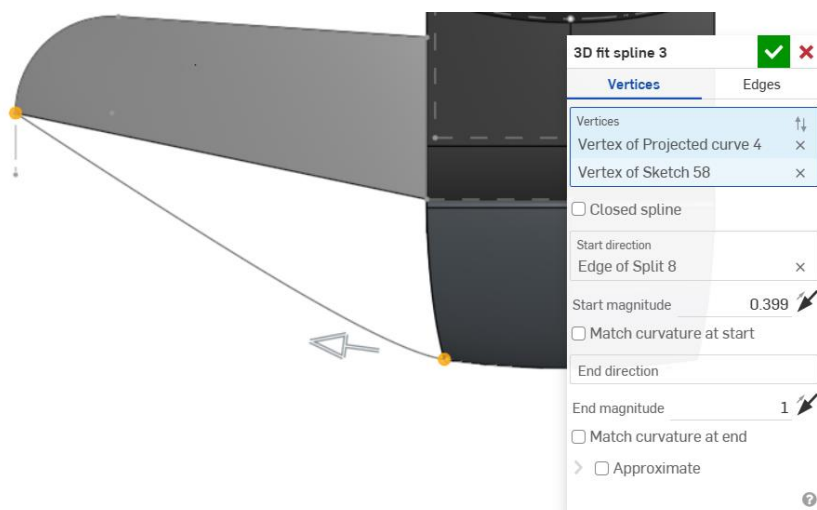 3D fit spline 3
Vertices
Edges
Vertices
Vertex of Projected curve 4
Vertex of Sketch 58
Closed spline
Start direction
Edge of Split 8
Start magnitude 0.399
Match curvature at start
End direction
End magnitude 1
Match curvature at end
Approximate